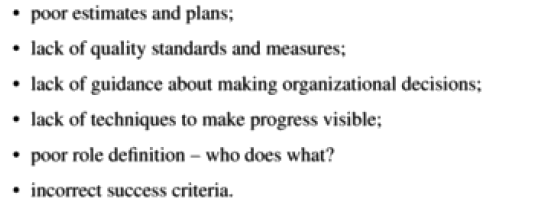 • poor estimates and plans;
• lack of quality standards and measures;
• lack of guidance about making organizational decisions;
• lack of techniques to make progress visible;
• poor role definition – who does what?
• incorrect success criteria.